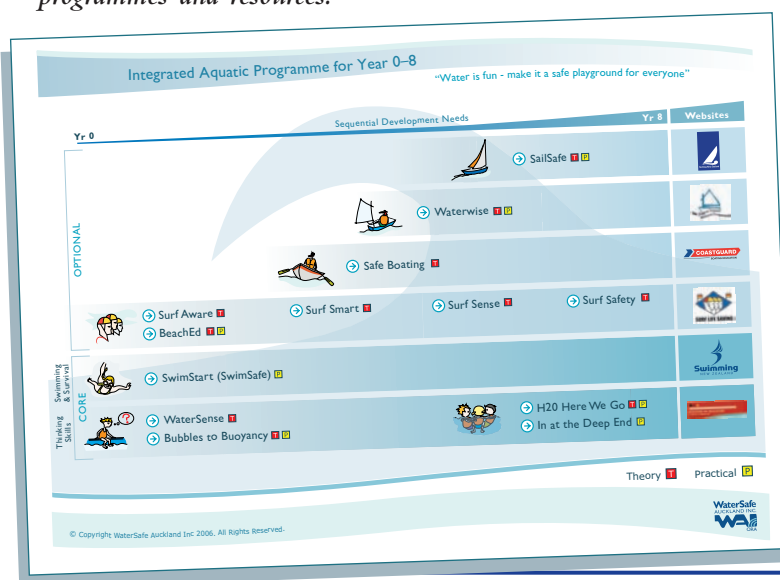 programmes and resources.
Integrated Aquatic Programme for Year 0–8
"Water is fun - make it a safe playground for everyone"
Yr 0
Sequential Development Needs
Yr 8
Websites
OPTIONAL
SailSafe T P
Waterwise T P
Safe Boating T
COASTGUARD
Surf Aware T
Surf Smart T
Surf Sense T
Surf Safety T
BeachEd T P
SURF LIFE SAVING
Swimming & Survival
CORE
SwimStart (SwimSafe) P
Swimming
NEW ZEALAND
Thinking Skills
?
WaterSense T
Bubbles to Buoyancy T P
H20 Here We Go T P
In at the Deep End P
Theory T Practical P
© Copyright WaterSafe Auckland Inc 2006, All Rights Reserved.
WaterSafe
AUCKLAND INC
WAI
ORA